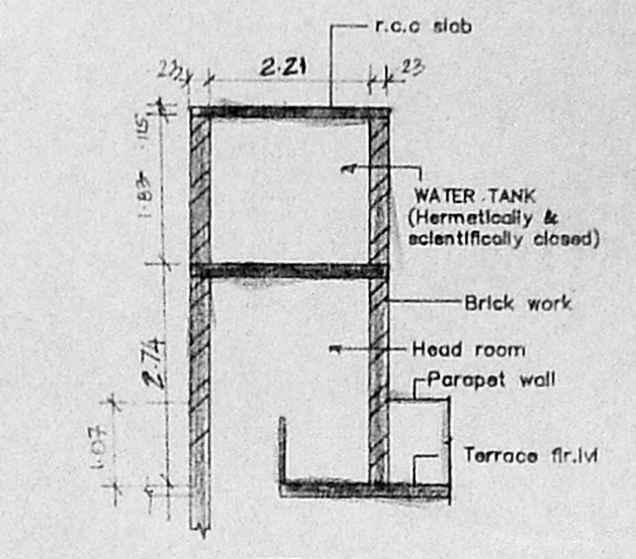 r.c.c slab
23 2.21 23
.115
1.83
WATER TANK
(Hermetically &
scientifically closed)
Brick work
2.74
Head room
Parapet wall
1.07
Terrace flr.lvl